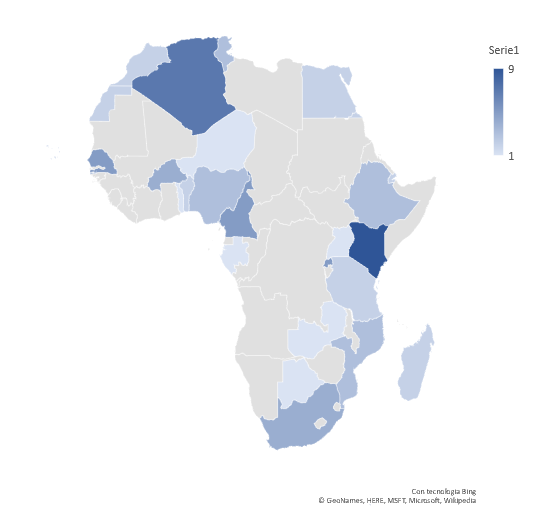 Serie1
9
1
Con tecnologia Bing
© GeoNames, HERE, MSFT, Microsoft, Wikipedia